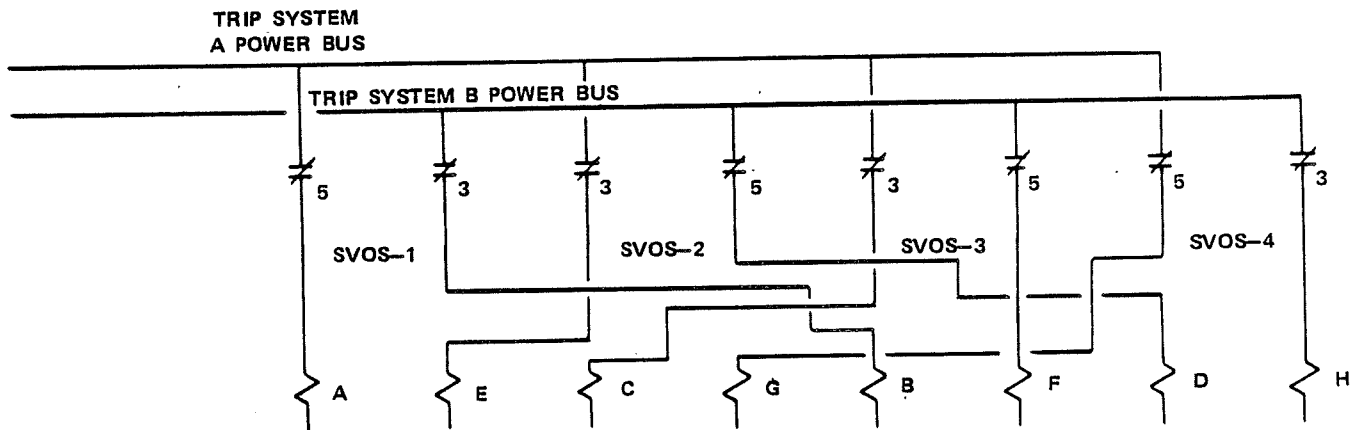 TRIP SYSTEM
A POWER BUS
TRIP SYSTEM B POWER BUS
5
3
3
5
3
5
5
3
SVOS–1
SVOS–2
SVOS–3
SVOS–4
A
E
C
G
B
F
D
H